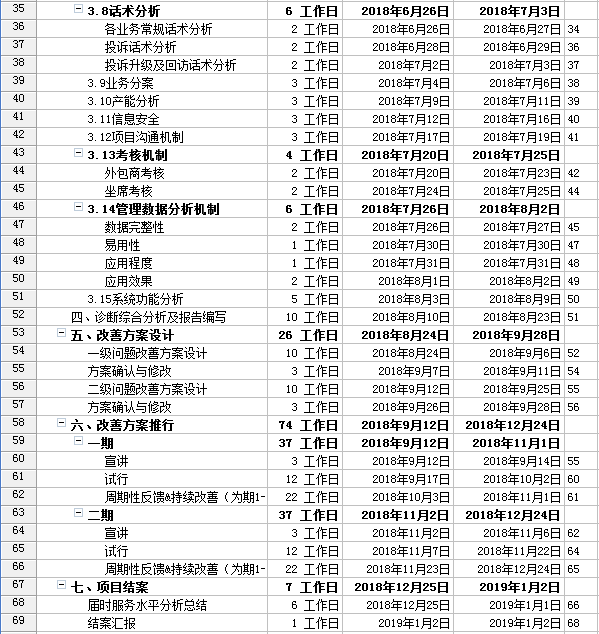 35 3.8话术分析 6 工作日 2018年6月26日 2018年7月3日
36 各业务常规话术分析 2 工作日 2018年6月26日 2018年6月27日 34
37 投诉话术分析 2 工作日 2018年6月28日 2018年6月29日 36
38 投诉升级及回访话术分析 2 工作日 2018年7月2日 2018年7月3日 37
39 3.9业务分案 3 工作日 2018年7月4日 2018年7月6日 38
40 3.10产能分析 3 工作日 2018年7月9日 2018年7月11日 39
41 3.11信息安全 3 工作日 2018年7月12日 2018年7月16日 40
42 3.12项目沟通机制 3 工作日 2018年7月17日 2018年7月19日 41
43 3.13考核机制 4 工作日 2018年7月20日 2018年7月25日
44 外包商考核 2 工作日 2018年7月20日 2018年7月23日 42
45 坐席考核 2 工作日 2018年7月24日 2018年7月25日 44
46 3.14管理数据分析机制 6 工作日 2018年7月26日 2018年8月2日
47 数据完整性 2 工作日 2018年7月26日 2018年7月27日 45
48 易用性 1 工作日 2018年7月30日 2018年7月30日 47
49 应用程度 1 工作日 2018年7月31日 2018年7月31日 48
50 应用效果 2 工作日 2018年8月1日 2018年8月2日 49
51 3.15系统功能分析 5 工作日 2018年8月3日 2018年8月9日 50
52 四、诊断综合分析及报告编写 10 工作日 2018年8月10日 2018年8月23日 51
53 五、改善方案设计 26 工作日 2018年8月24日 2018年9月28日
54 一级问题改善方案设计 10 工作日 2018年8月24日 2018年9月6日 52
55 方案确认与修改 3 工作日 2018年9月7日 2018年9月11日 54
56 二级问题改善方案设计 10 工作日 2018年9月12日 2018年9月25日 55
57 方案确认与修改 3 工作日 2018年9月26日 2018年9月28日 56
58 六、改善方案推行 74 工作日 2018年9月12日 2018年12月24日
59 一期 37 工作日 2018年9月12日 2018年11月1日
60 宣讲 3 工作日 2018年9月12日 2018年9月14日 55
61 试行 12 工作日 2018年9月17日 2018年10月2日 60
62 周期性反馈&持续改善（为期1- 22 工作日 2018年10月3日 2018年11月1日 61
63 二期 37 工作日 2018年11月2日 2018年12月24日
64 宣讲 3 工作日 2018年11月2日 2018年11月6日 62
65 试行 12 工作日 2018年11月7日 2018年11月22日 64
66 周期性反馈&持续改善（为期1- 22 工作日 2018年11月23日 2018年12月24日 65
67 七、项目结案 7 工作日 2018年12月25日 2019年1月2日
68 届时服务水平分析总结 6 工作日 2018年12月25日 2019年1月1日 66
69 结案汇报 1 工作日 2019年1月2日 2019年1月2日 68